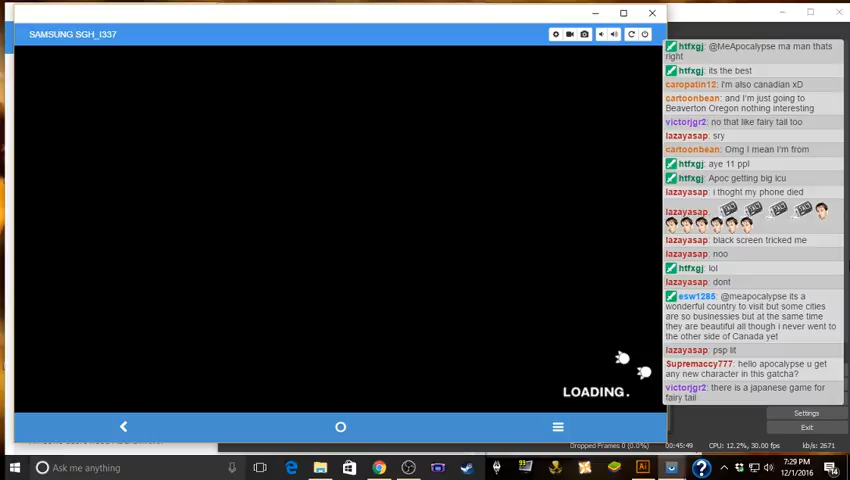 SAMSUNG SGH_I337
LOADING.
htfxgj: @MeApocalypse ma man thats
right
htfxgj: its the best
caropatin12: i'm also canadian xD
cartoonbean: and I'm just going to
Beaverton Oregon nothing interesting
victorjgr2: no that like fairy tail too
lazayasap: sry
cartoonbean: Omg I mean I'm from
htfxgj: aye 11 ppl
htfxgj: Apoc getting big icu
lazayasap: i thoght my phone died
lazayasap:
lazayasap: black screen tricked me
lazayasap: noo
htfxgj: lol
lazayasap: dont
esw1285: @meapocalypse its a
wonderful country to visit but some cities
are so businessies but at the same time
they are beautiful all though i never went to
the other side of Canada yet
lazayasap: psp lit
Supremaccy777: hello apocalypse u get
any new character in this gatcha?
victorjgr2: there is a japanese game for
fairy tail
Settings
Exit
Dropped Frames 0 (0.0%)
00:45:49
CPU: 12.2%, 30.00 fps
kb/s: 2671
Ask me anything
7:29 PM
12/1/2016